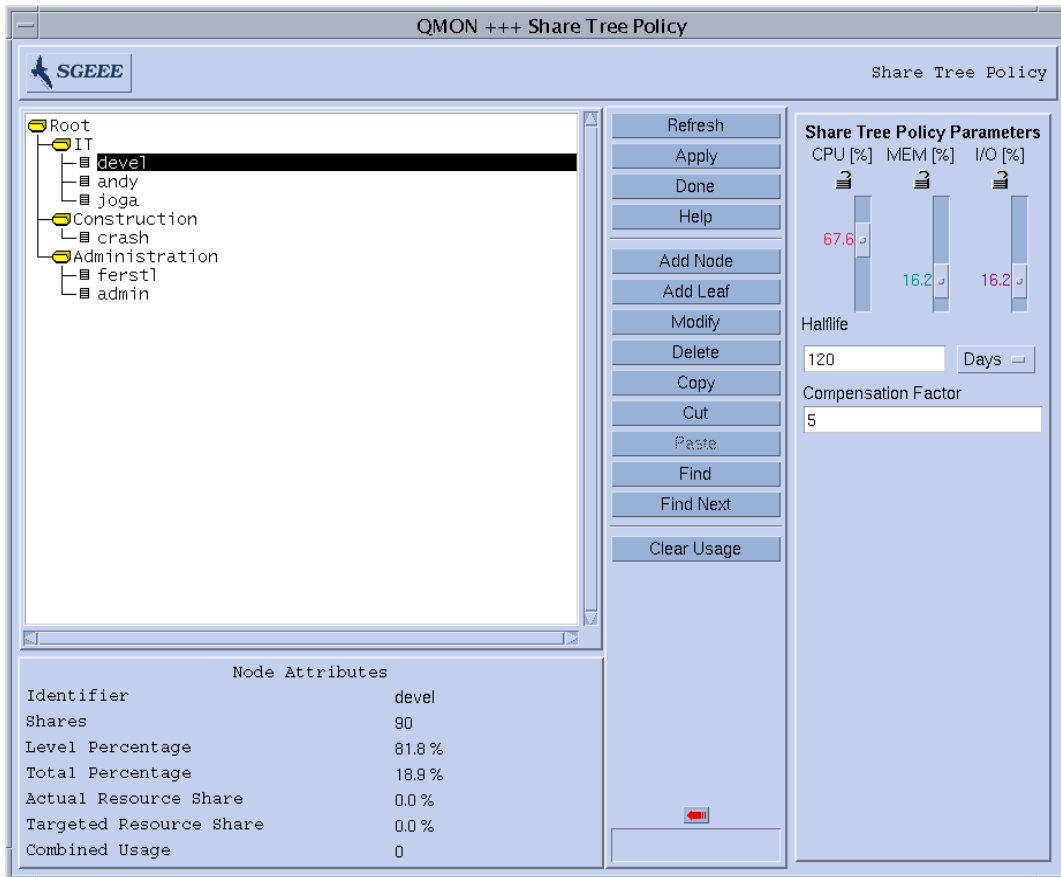 QMON +++ Share Tree Policy
SGEEE
Share Tree Policy
Root
IT
devel
andy
joga
Construction
crash
Administration
ferstl
admin
Refresh
Apply
Done
Help
Add Node
Add Leaf
Modify
Delete
Copy
Cut
Paste
Find
Find Next
Clear Usage
Share Tree Policy Parameters
CPU [%] MEM [%] I/O [%]
67.6
16.2 16.2
Halflife
120 Days
Compensation Factor
5
Node Attributes
Identifier devel
Shares 90
Level Percentage 81.8 %
Total Percentage 18.9 %
Actual Resource Share 0.0 %
Targeted Resource Share 0.0 %
Combined Usage 0